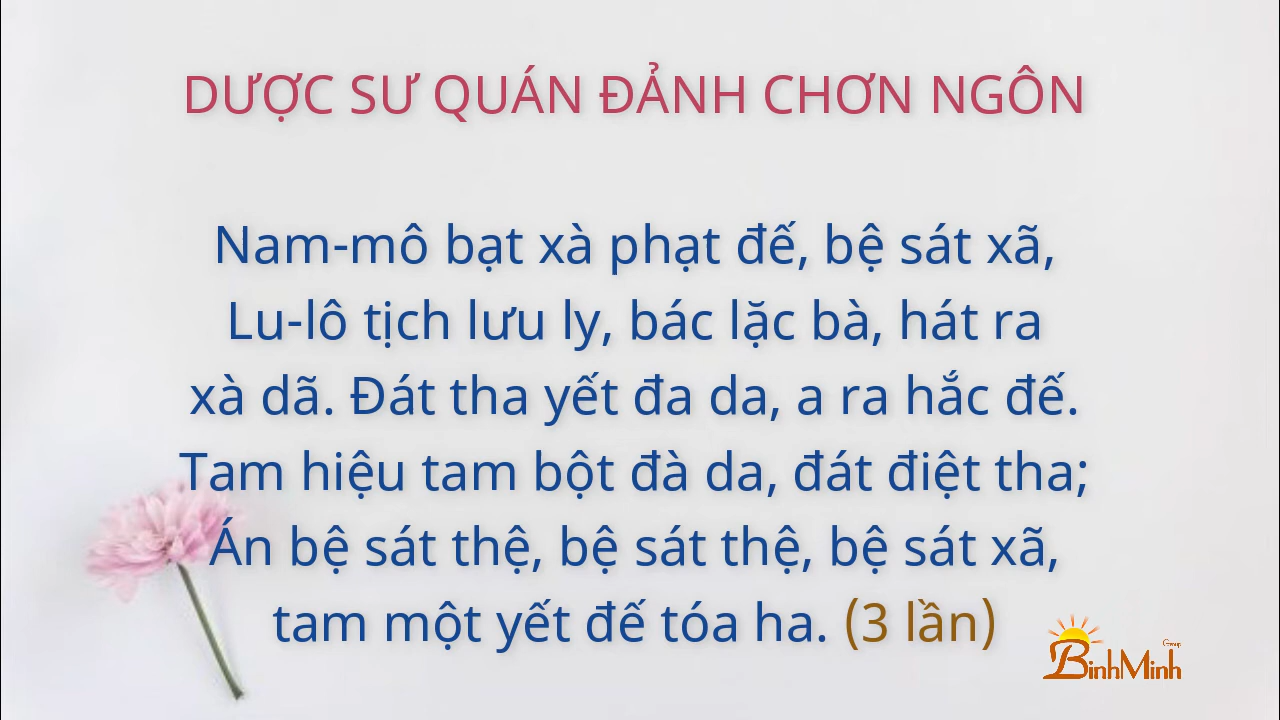 DƯỢC SƯ QUÁN ĐẢNH CHƠN NGÔN
Nam-mô bạt xà phạt đế, bệ sát xã,
Lu-lô tịch lưu ly, bác lặc bà, hát ra
xà dã. Đát tha yết đa da, a ra hắc đế.
Tam hiệu tam bột đà da, đát điệt tha;
Án bệ sát thệ, bệ sát thệ, bệ sát xã,
tam một yết đế tóa ha. (3 lần)
Group
BinhMinh